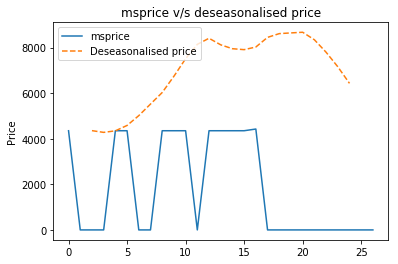 msprice v/s deseasonalised price
msprice
Deseasonalised price
Price
8000
6000
4000
2000
0
0
5
10
15
20
25